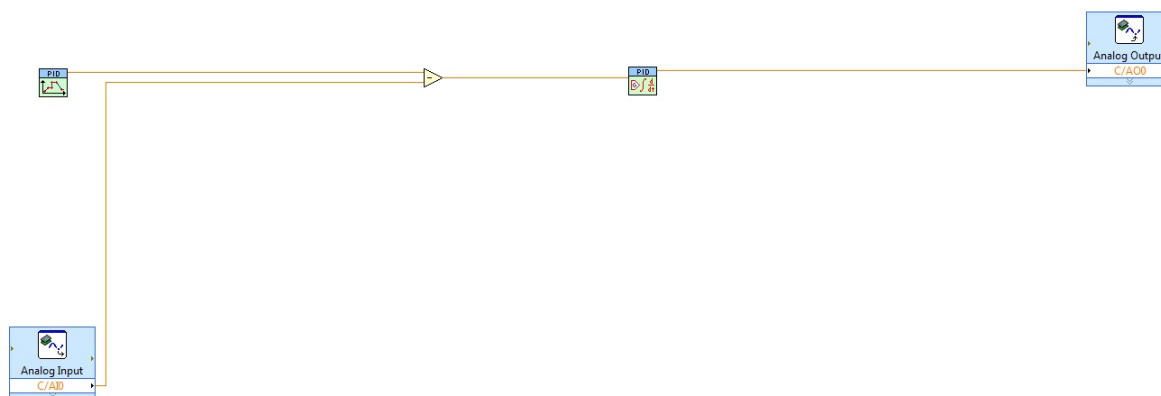 PID
PID
Analog Outpu
C/AO0
Analog Input
C/AI0